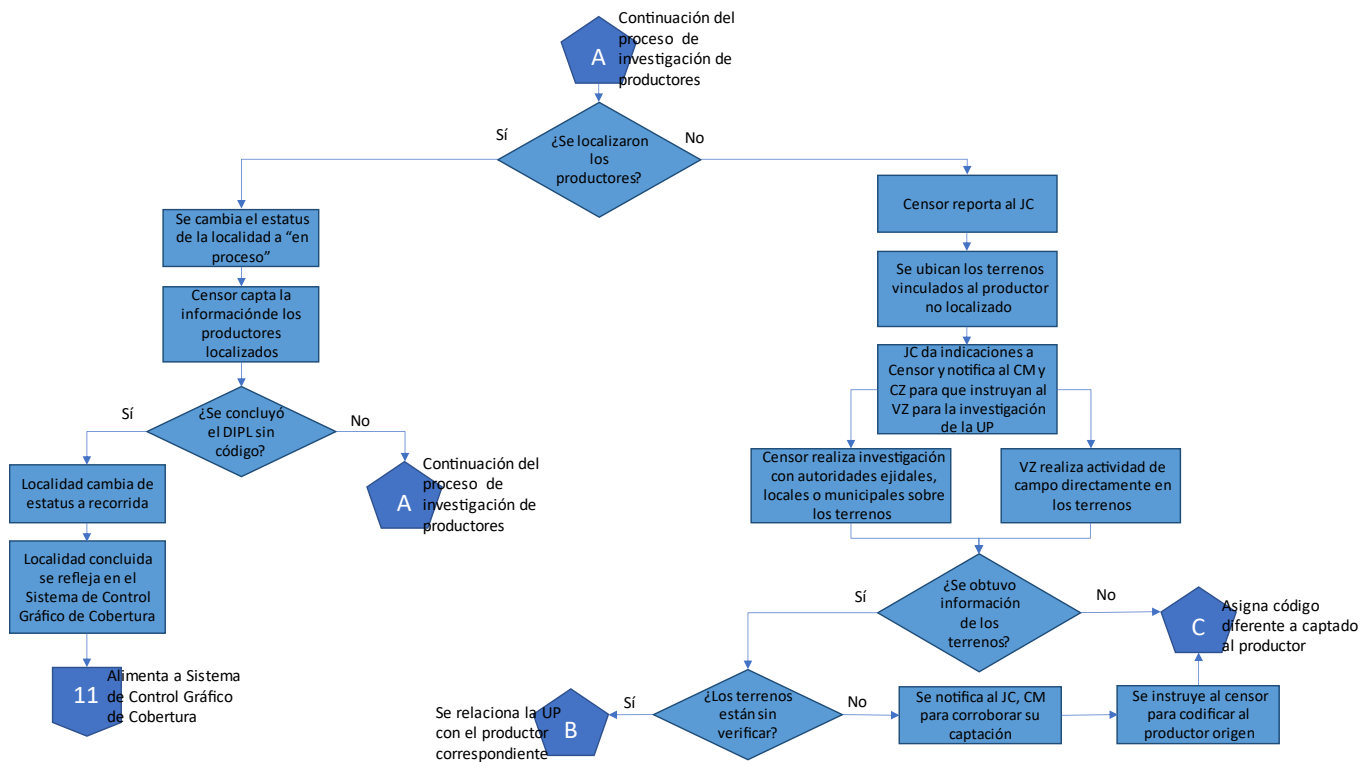 Continuación del
proceso de
investigación de
productores
A
¿Se localizaron
los
productores?
Sí
No
Se cambia el estatus
de la localidad a “en
proceso”
Censor capta la
informaciónde los
productores
localizados
¿Se concluyó
el DIPL sin
código?
Sí
No
Localidad cambia de
estatus a recorrida
Localidad concluida
se refleja en el
Sistema de Control
Gráfico de Cobertura
11
Alimenta a Sistema
de Control Gráfico
de Cobertura
A
Continuación del
proceso de
investigación de
productores
Censor reporta al JC
Se ubican los terrenos
vinculados al productor
no localizado
JC da indicaciones a
Censor y notifica al CM y
CZ para que instruyan al
VZ para la investigación
de la UP
Censor realiza investigación
con autoridades ejidales,
locales o municipales sobre
los terrenos
VZ realiza actividad de
campo directamente en
los terrenos
¿Se obtuvo
información
de los
terrenos?
Sí
No
C
Asigna código
diferente a captado
al productor
¿Los terrenos
están sin
verificar?
Sí
No
B
Se relaciona la UP
con el productor
correspondiente
Se notifica al JC, CM
para corroborar su
captación
Se instruye al censor
para codificar al
productor origen